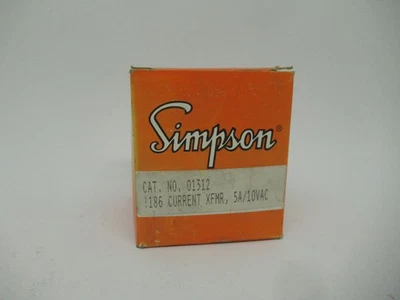 Simpson®
CAT. NO. 01312
1186 CURRENT XFMR, 5A/10VAC